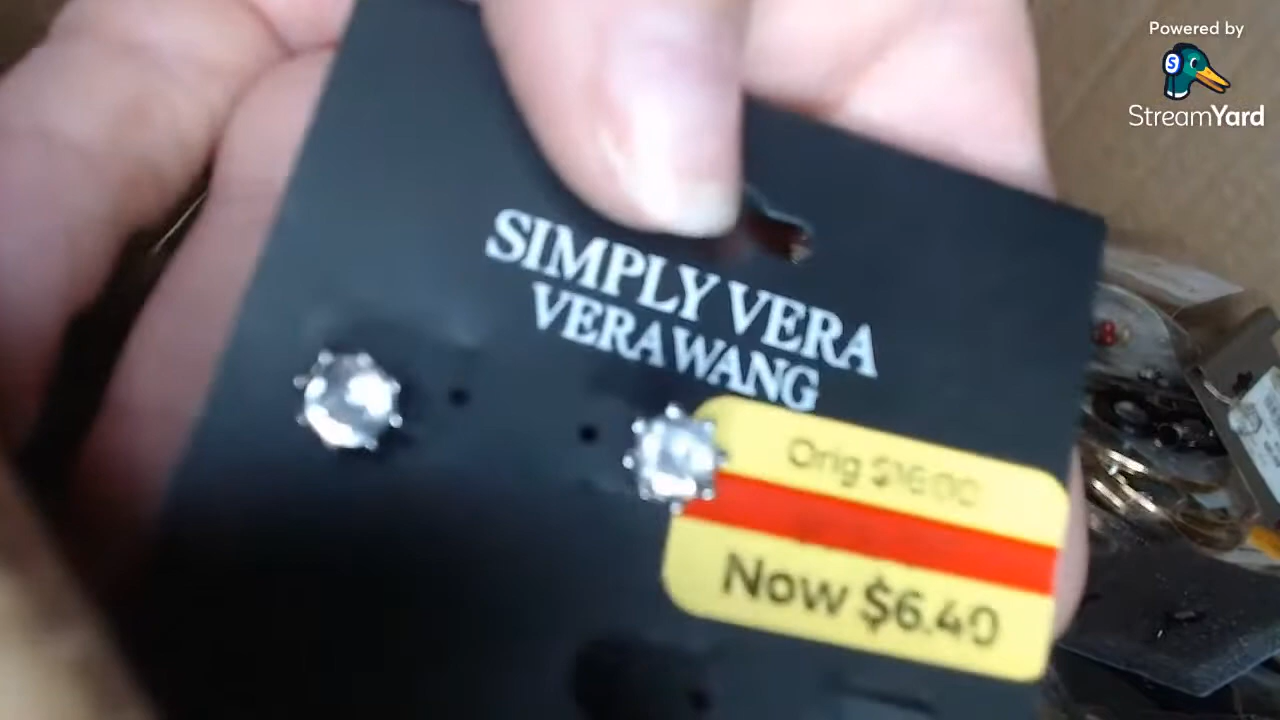 Powered by
S
StreamYard
SIMPLY VERA
VERA WANG
Orig $16.00
Now $6.40